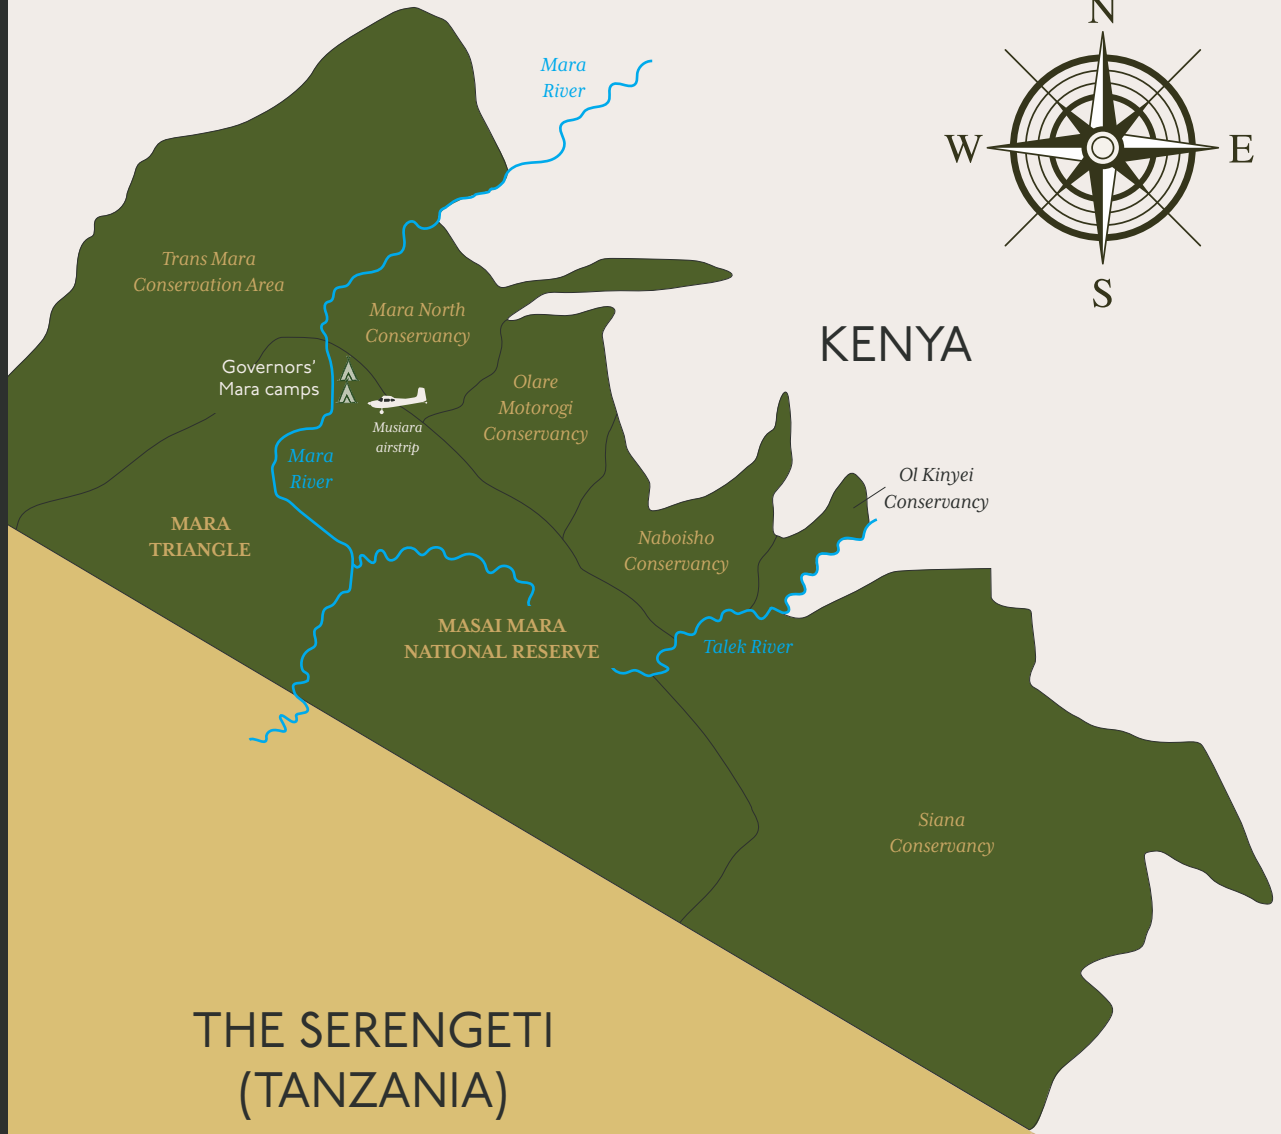 N
Mara
River
W
E
S
Trans Mara
Conservation Area
Mara North
Conservancy
KENYA
Governors'
Mara camps
Olare
Motorogi
Conservancy
Musiara
airstrip
Mara
River
Ol Kinyei
Conservancy
MARA
TRIANGLE
Naboisho
Conservancy
MASAI MARA
NATIONAL RESERVE
Talek River
Siana
Conservancy
THE SERENGETI
(TANZANIA)